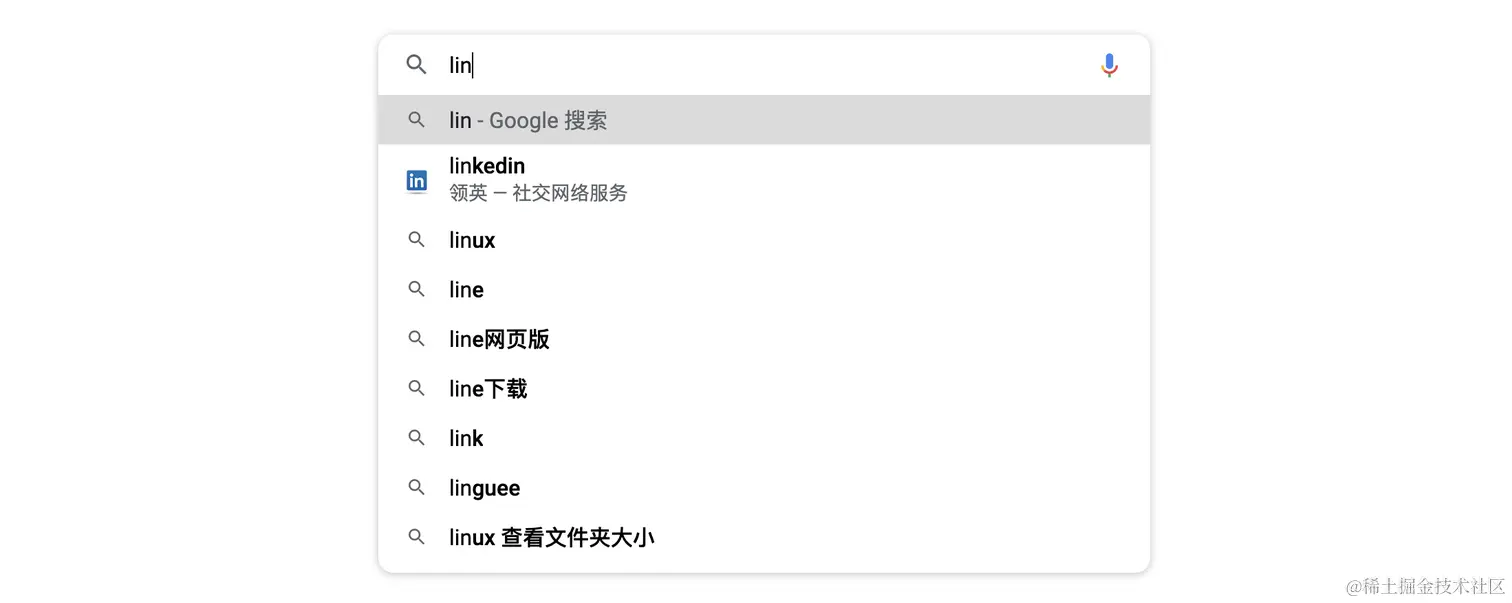 lin
lin - Google 搜索
linkedin
in
领英 — 社交网络服务
linux
line
line网页版
line下载
link
linguee
linux 查看文件夹大小
@稀土掘金技术社区